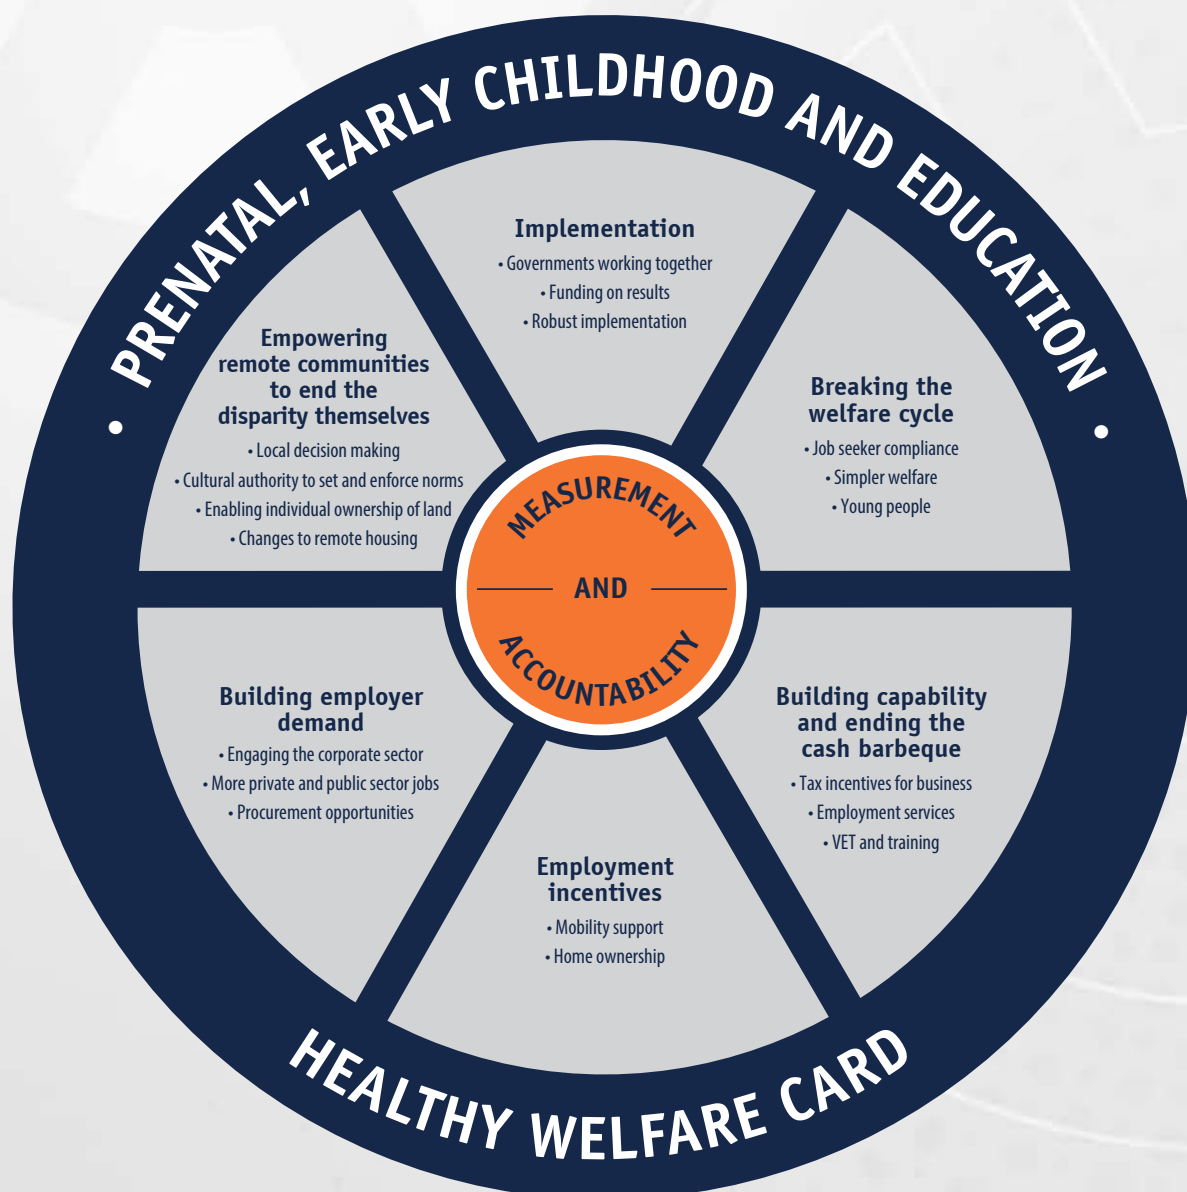 PRENATAL, EARLY CHILDHOOD AND EDUCATION
Implementation
• Governments working together
• Funding on results
• Robust implementation
Breaking the
welfare cycle
• Job seeker compliance
• Simpler welfare
• Young people
Building capability
and ending the
cash barbeque
• Tax incentives for business
• Employment services
• VET and training
Employment
incentives
• Mobility support
• Home ownership
Building employer
demand
• Engaging the corporate sector
• More private and public sector jobs
• Procurement opportunities
Empowering
remote communities
to end the
disparity themselves
• Local decision making
• Cultural authority to set and enforce norms
• Enabling individual ownership of land
• Changes to remote housing
MEASUREMENT
AND
ACCOUNTABILITY
HEALTHY WELFARE CARD